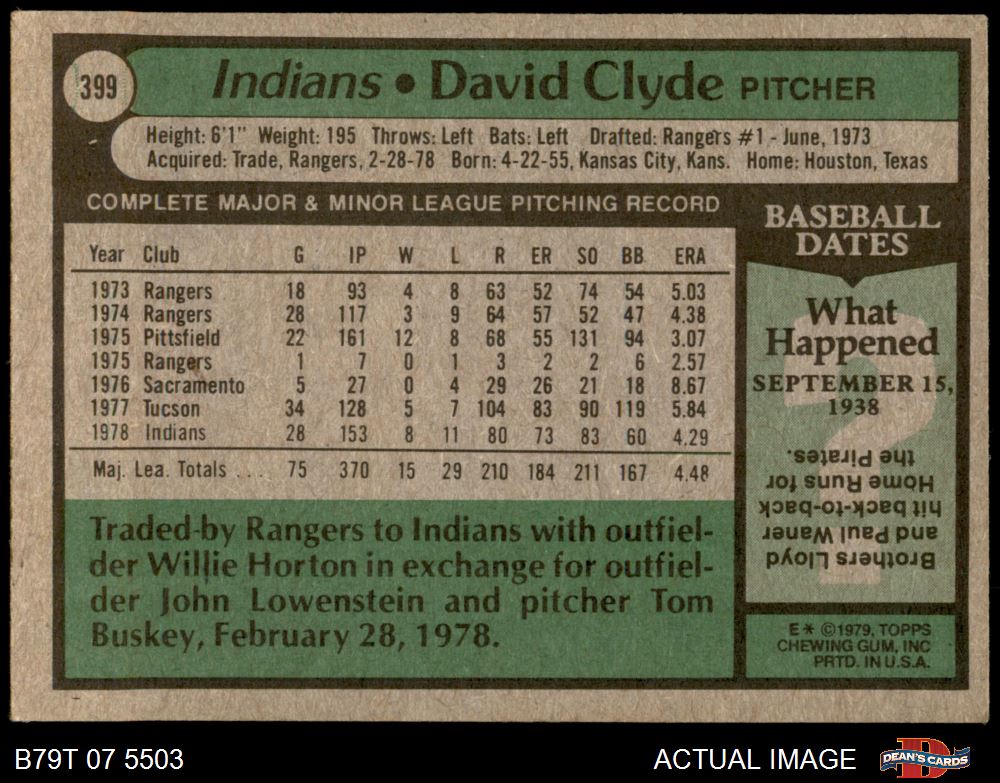 399
Indians • David Clyde PITCHER
Height: 6'1" Weight: 195 Throws: Left Bats: Left Drafted: Rangers #1 - June, 1973
Acquired: Trade, Rangers, 2-28-78 Born: 4-22-55, Kansas City, Kans. Home: Houston, Texas
COMPLETE MAJOR & MINOR LEAGUE PITCHING RECORD
Year Club G IP W L R ER SO BB ERA
1973 Rangers 18 93 4 8 63 52 74 54 5.03
1974 Rangers 28 117 3 9 64 57 52 47 4.38
1975 Pittsfield 22 161 12 8 68 55 131 94 3.07
1975 Rangers 1 7 0 1 3 2 2 6 2.57
1976 Sacramento 5 27 0 4 29 26 21 18 8.67
1977 Tucson 34 128 5 7 104 83 90 119 5.84
1978 Indians 28 153 8 11 80 73 83 60 4.29
Maj. Lea. Totals . . . . 75 370 15 29 210 184 211 167 4.48
Traded-by Rangers to Indians with outfiel-
der Willie Horton in exchange for outfiel-
der John Lowenstein and pitcher Tom
Buskey, February 28, 1978.
BASEBALL
DATES
What
Happened
SEPTEMBER 15,
1938
Brothers Lloyd
and Paul Waner
hit back-to-back
Home Runs for
the Pirates.
E* ©1979, TOPPS
CHEWING GUM, INC
PRTD. IN U.S.A.
B79T 07 5503
ACTUAL IMAGE
D
DEAN'S CARDS